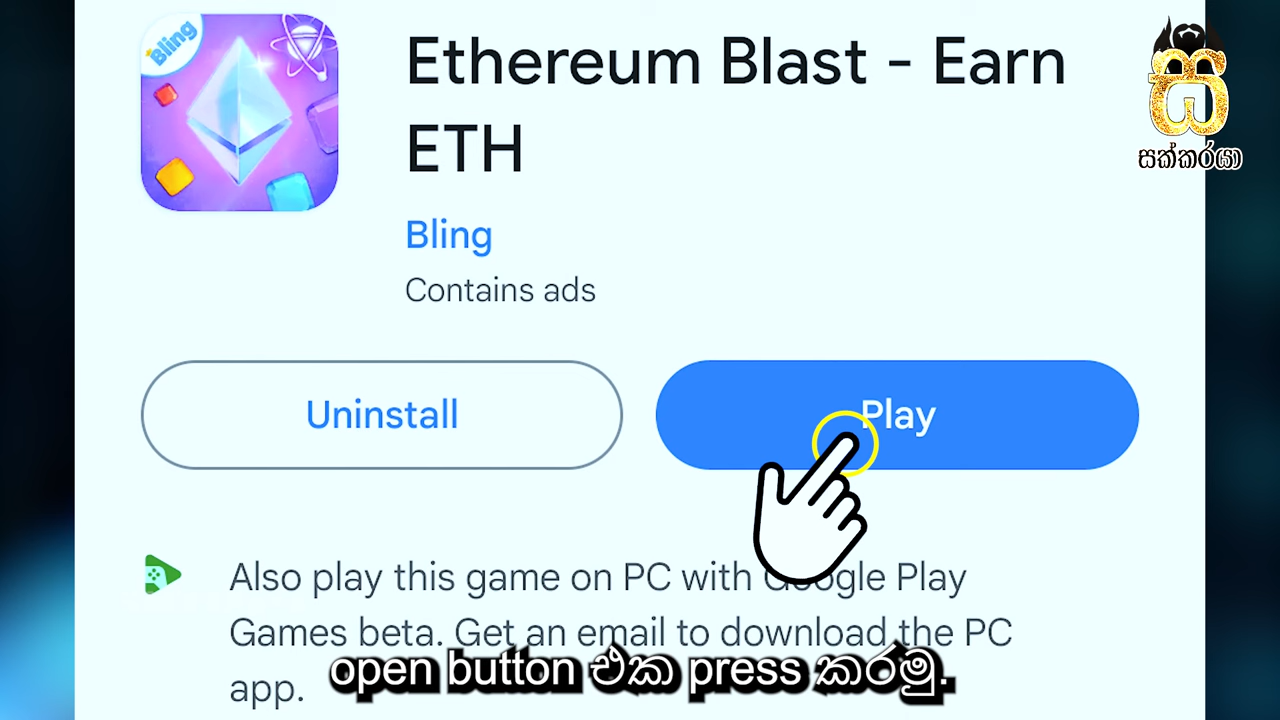 Bling
Ethereum Blast - Earn
ETH
Bling
Contains ads
Uninstall
Play
Also play this game on PC with Google Play
Games beta. Get an email to download the PC
app.
open button එක press කරමු.
සක්කරයා